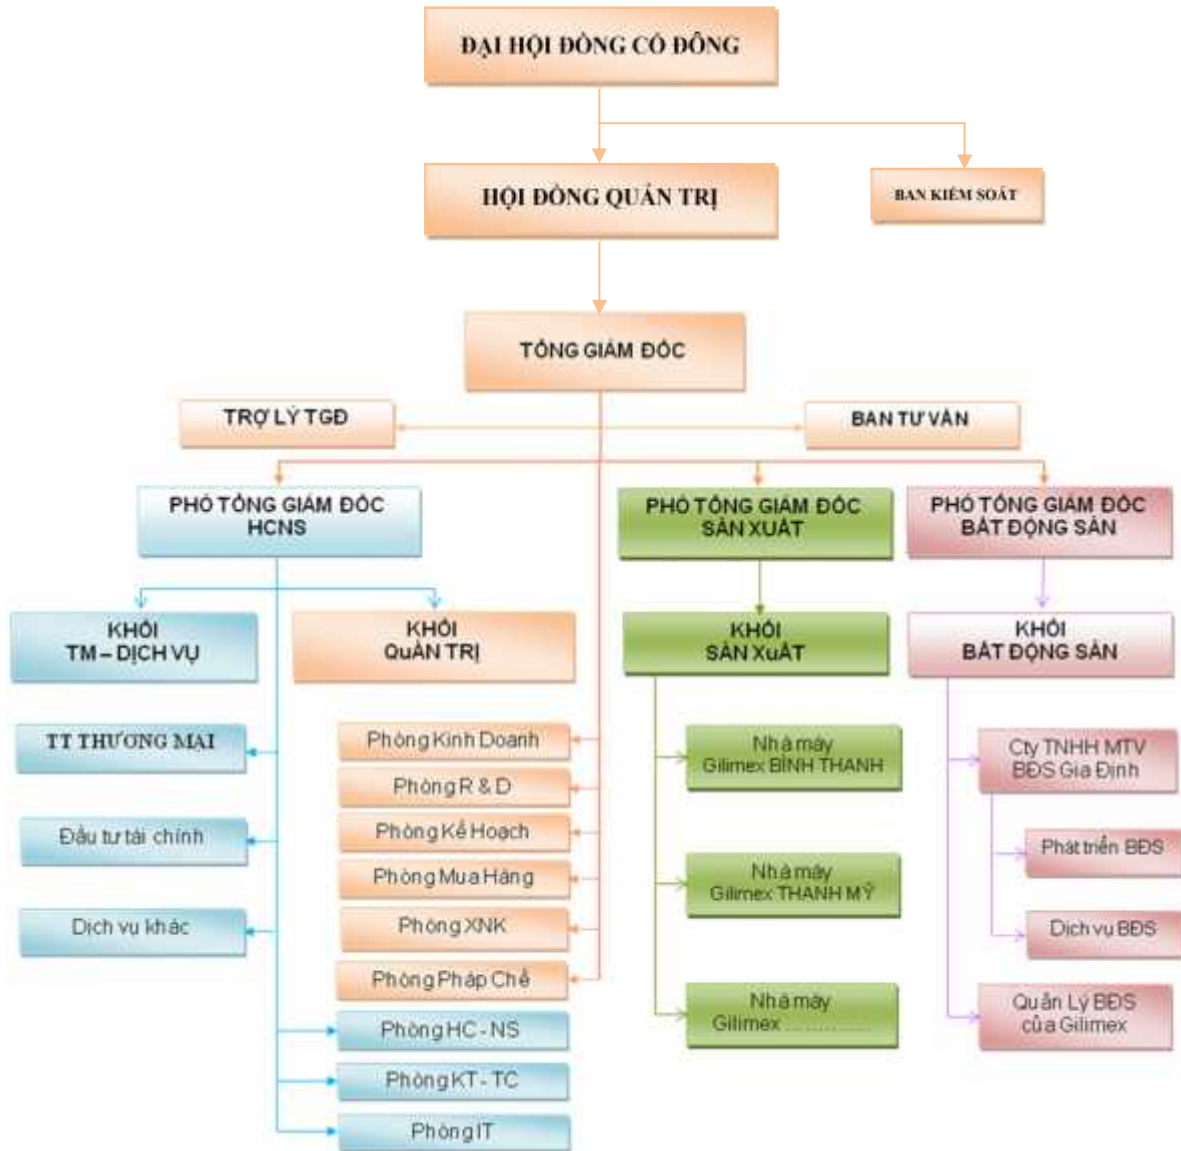 ĐẠI HỘI ĐỒNG CỔ ĐÔNG
HỘI ĐỒNG QUẢN TRỊ
BAN KIỂM SOÁT
TỔNG GIÁM ĐỐC
TRỢ LÝ TGĐ
BAN TƯ VẤN
PHÓ TỔNG GIÁM ĐỐC
HCNS
PHÓ TỔNG GIÁM ĐỐC
SẢN XUẤT
PHÓ TỔNG GIÁM ĐỐC
BẤT ĐỘNG SẢN
KHỐI
TM – DỊCH VỤ
KHỐI
QuẢN TRỊ
KHỐI
SẢN XuẤT
KHỐI
BẤT ĐỘNG SẢN
TT THƯƠNG MẠI
Đầu tư tài chính
Dịch vụ khác
Phòng Kinh Doanh
Phòng R & D
Phòng Kế Hoạch
Phòng Mua Hàng
Phòng XNK
Phòng Pháp Chế
Phòng HC - NS
Phòng KT - TC
Phòng IT
Nhà máy
Gilimex BÌNH THẠNH
Nhà máy
Gilimex THẠNH MỸ
Nhà máy
Gilimex ..............
Cty TNHH MTV
BĐS Gia Định
Phát triển BĐS
Dịch vụ BĐS
Quản Lý BĐS
của Gilimex